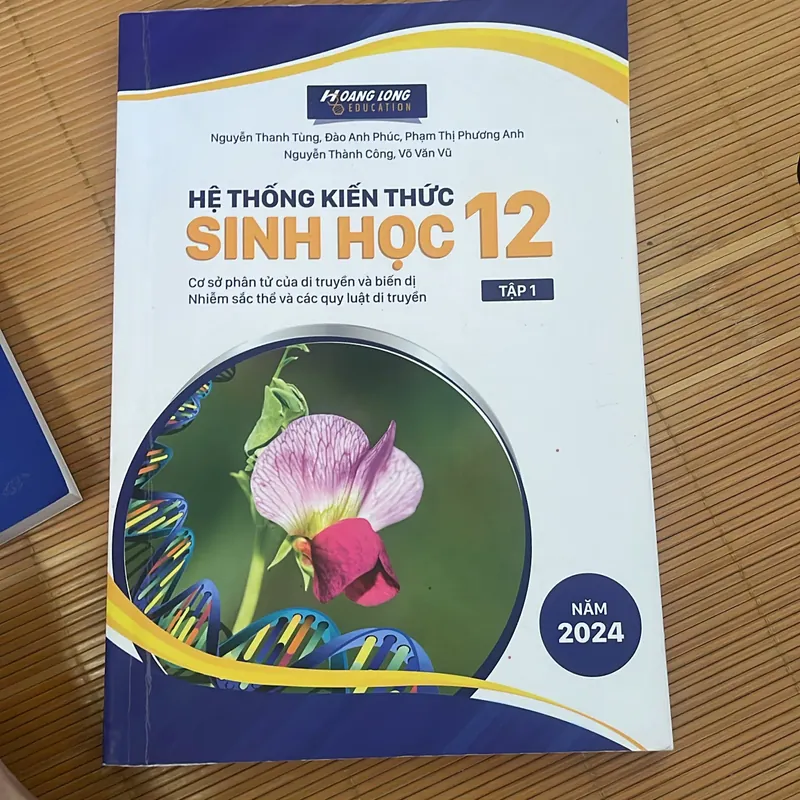 HOANG LONG
EDUCATION
Nguyễn Thanh Tùng, Đào Anh Phúc, Phạm Thị Phương Anh
Nguyễn Thành Công, Võ Văn Vũ
HỆ THỐNG KIẾN THỨC
SINH HỌC 12
Cơ sở phân tử của di truyền và biến dị
Nhiễm sắc thể và các quy luật di truyền
TẬP 1
NĂM
2024